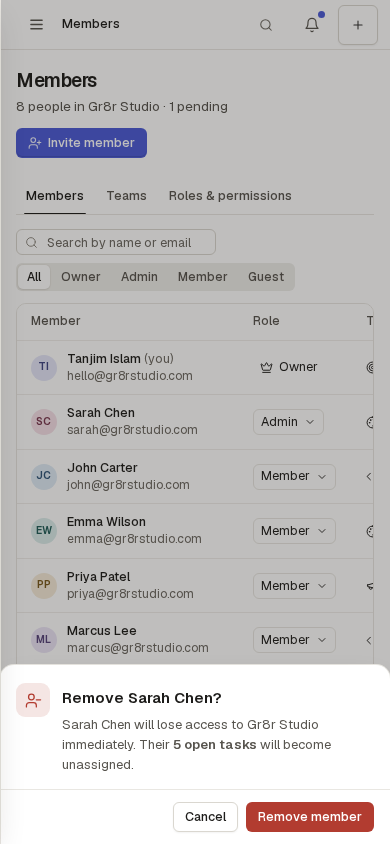 Members
Members
8 people in Gr8r Studio · 1 pending
Invite member
Members Teams Roles & permissions
Search by name or email
All Owner Admin Member Guest
Member Role T
TI Tanjim Islam (you) Owner
hello@gr8rstudio.com
SC Sarah Chen Admin
sarah@gr8rstudio.com
JC John Carter Member
john@gr8rstudio.com
EW Emma Wilson Member
emma@gr8rstudio.com
PP Priya Patel Member
priya@gr8rstudio.com
ML Marcus Lee Member
marcus@gr8rstudio.com
Remove Sarah Chen?
Sarah Chen will lose access to Gr8r Studio
immediately. Their 5 open tasks will become
unassigned.
Cancel Remove member